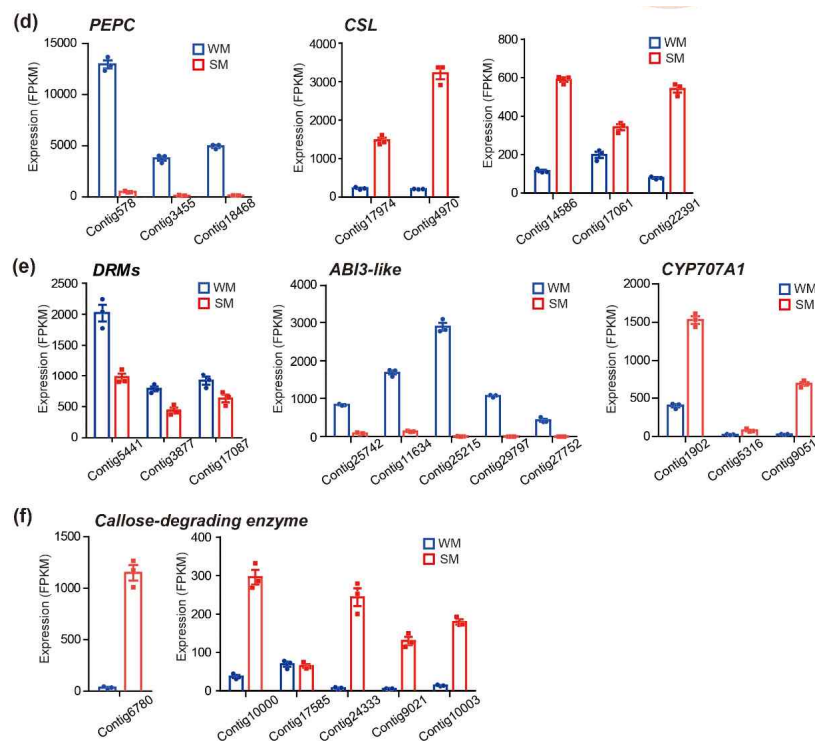 (d) PEPC CSL
WM
SM
Expression (FPKM)
15000
10000
5000
0
Contig578
Contig3455
Contig18468
WM
SM
Expression (FPKM)
4000
3000
2000
1000
0
Contig17974
Contig4970
WM
SM
Expression (FPKM)
800
600
400
200
0
Contig14586
Contig17061
Contig22391
(e) DRMs ABI3-like CYP707A1
WM
SM
Expression (FPKM)
2500
2000
1500
1000
500
0
Contig5441
Contig3877
Contig17087
WM
SM
Expression (FPKM)
4000
3000
2000
1000
0
Contig25742
Contig11634
Contig25215
Contig29797
Contig27752
WM
SM
Expression (FPKM)
2000
1500
1000
500
0
Contig1902
Contig5316
Contig9051
(f) Callose-degrading enzyme
Expression (FPKM)
1500
1000
500
0
Contig6780
WM
SM
Expression (FPKM)
400
300
200
100
0
Contig10000
Contig17585
Contig24333
Contig9021
Contig10003